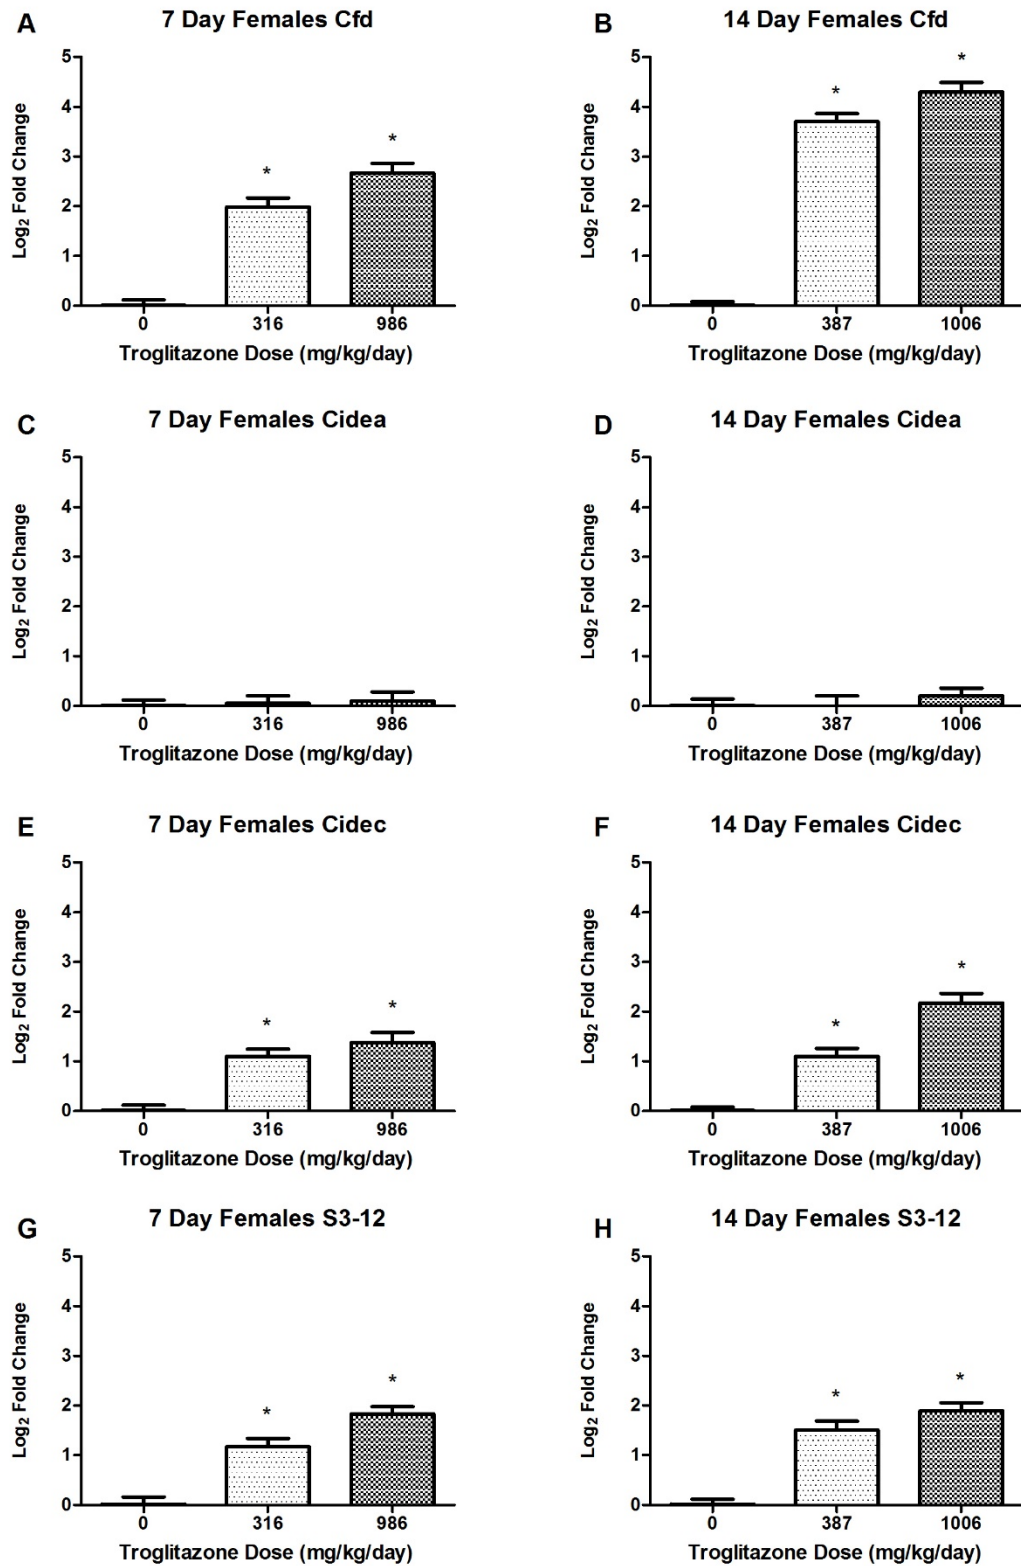 A
7 Day Females Cfd
Log2 Fold Change
5
4
3
2
1
0
*
*
0 316 986
Troglitazone Dose (mg/kg/day)
B
14 Day Females Cfd
Log2 Fold Change
5
4
3
2
1
0
*
*
0 387 1006
Troglitazone Dose (mg/kg/day)
C
7 Day Females Cidea
Log2 Fold Change
5
4
3
2
1
0
0 316 986
Troglitazone Dose (mg/kg/day)
D
14 Day Females Cidea
Log2 Fold Change
5
4
3
2
1
0
0 387 1006
Troglitazone Dose (mg/kg/day)
E
7 Day Females Cidec
Log2 Fold Change
5
4
3
2
1
0
*
*
0 316 986
Troglitazone Dose (mg/kg/day)
F
14 Day Females Cidec
Log2 Fold Change
5
4
3
2
1
0
*
*
0 387 1006
Troglitazone Dose (mg/kg/day)
G
7 Day Females S3-12
Log2 Fold Change
5
4
3
2
1
0
*
*
0 316 986
Troglitazone Dose (mg/kg/day)
H
14 Day Females S3-12
Log2 Fold Change
5
4
3
2
1
0
*
*
0 387 1006
Troglitazone Dose (mg/kg/day)